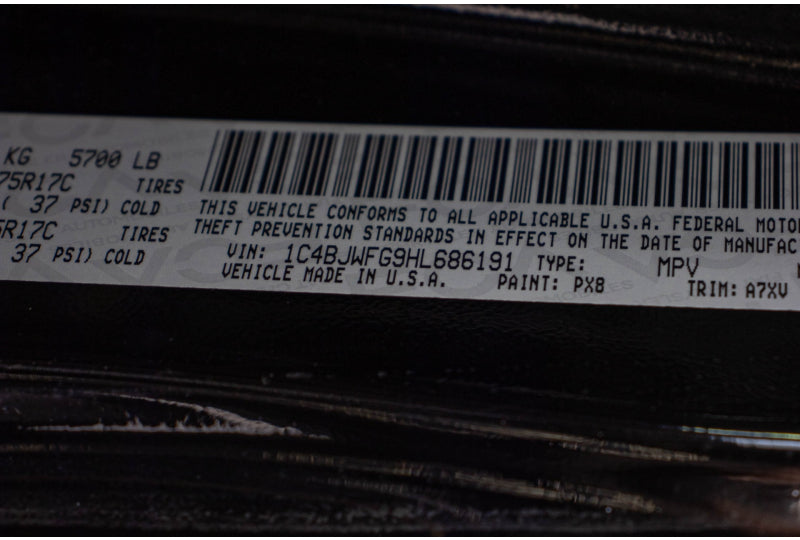 KG 5700 LB
75R17C TIRES
( 37 PSI) COLD
5R17C TIRES
37 PSI) COLD
THIS VEHICLE CONFORMS TO ALL APPLICABLE U.S.A. FEDERAL MOTO
THEFT PREVENTION STANDARDS IN EFFECT ON THE DATE OF MANUFAC
VIN: 1C4BJWFG9HL686191 TYPE: MPV
VEHICLE MADE IN U.S.A. PAINT: PX8 TRIM: A7XV